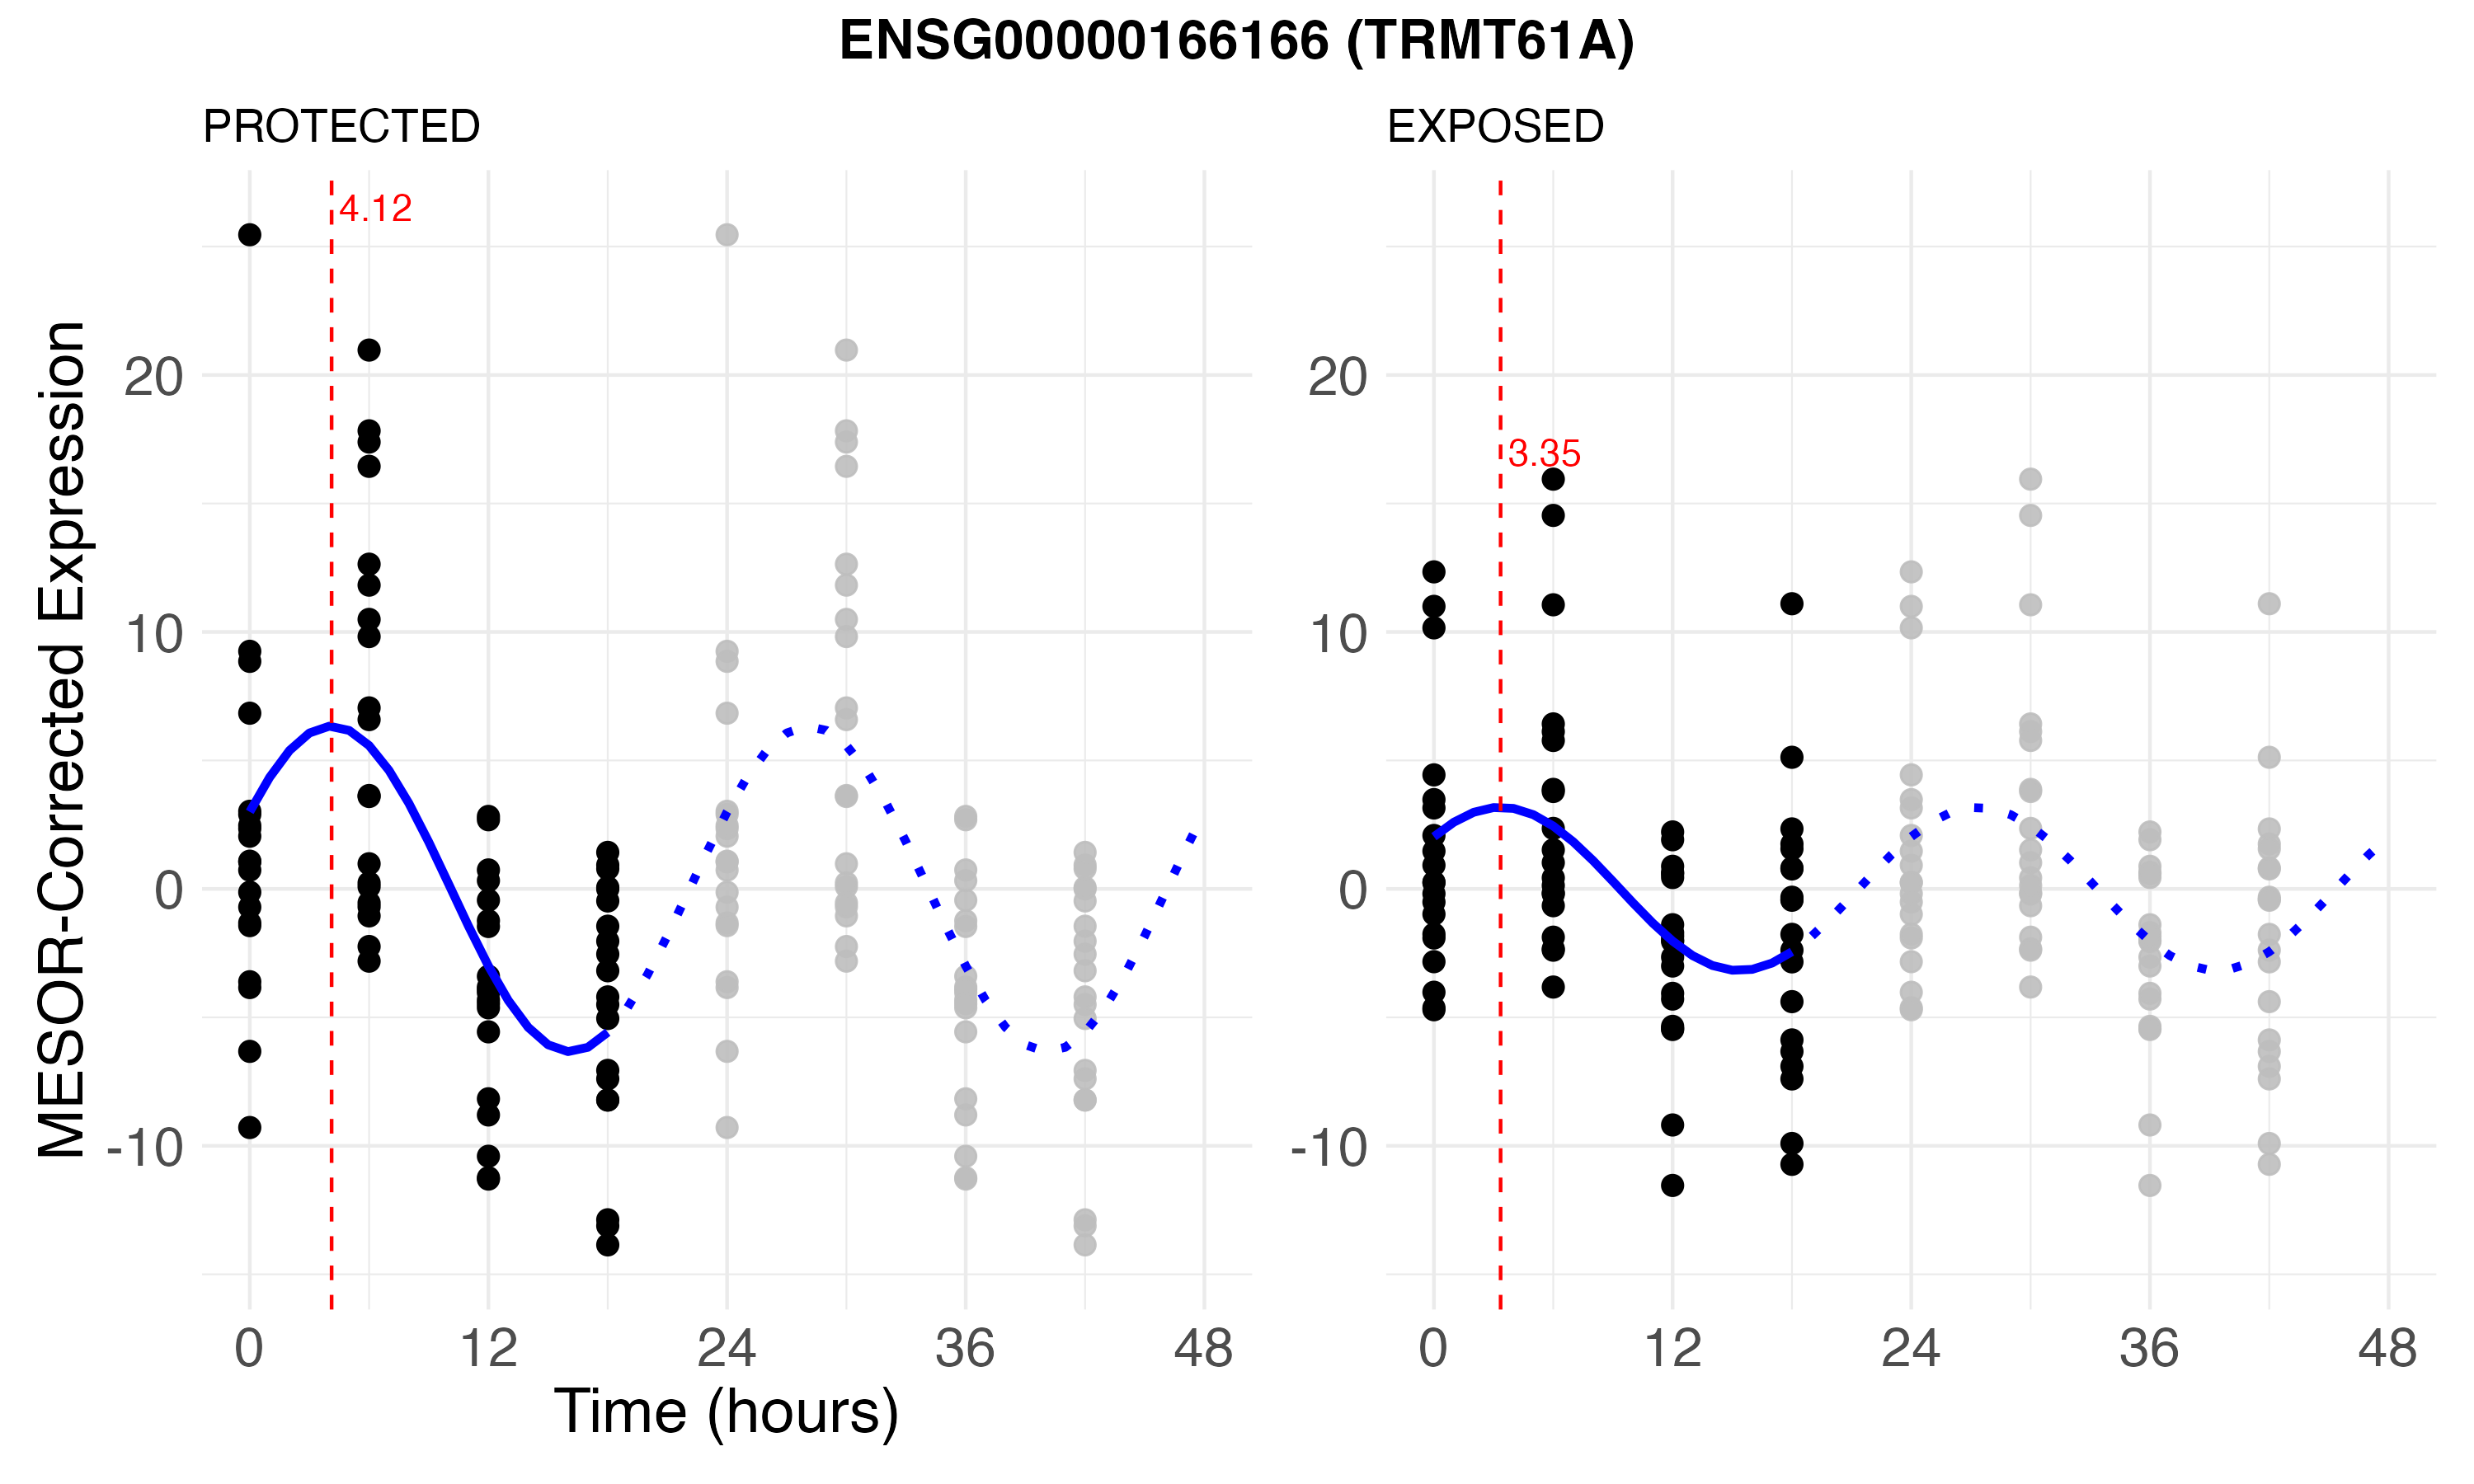 ENSG00000166166 (TRMT61A)
PROTECTED
EXPOSED
4.12
3.35
MESOR-Corrected Expression
20
10
0
-10
20
10
0
-10
0 12 24 36 48
0 12 24 36 48
Time (hours)